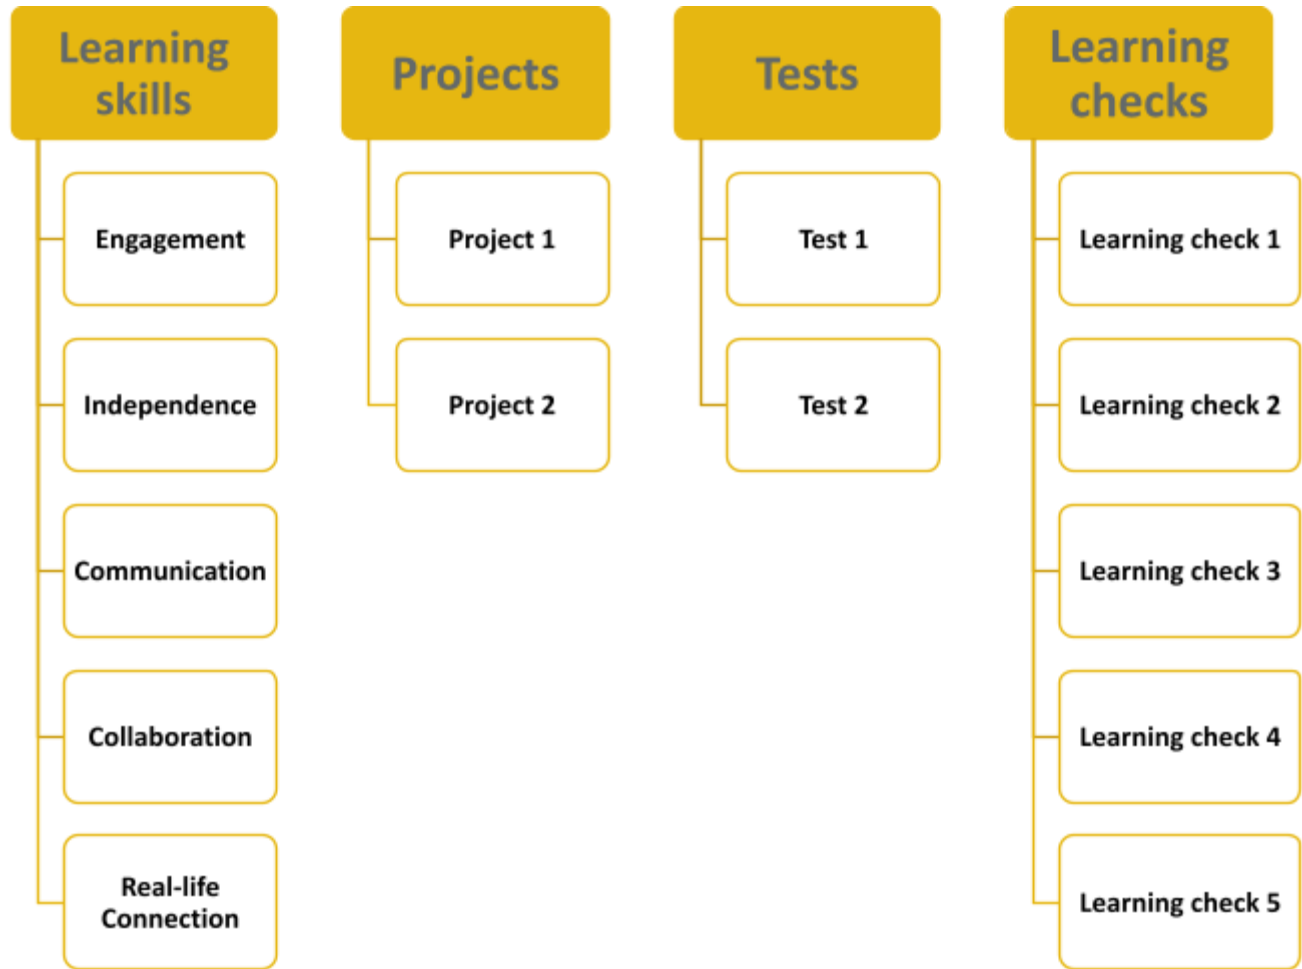 Learning
skills
Engagement
Independence
Communication
Collaboration
Real-life
Connection
Projects
Project 1
Project 2
Tests
Test 1
Test 2
Learning
checks
Learning check 1
Learning check 2
Learning check 3
Learning check 4
Learning check 5